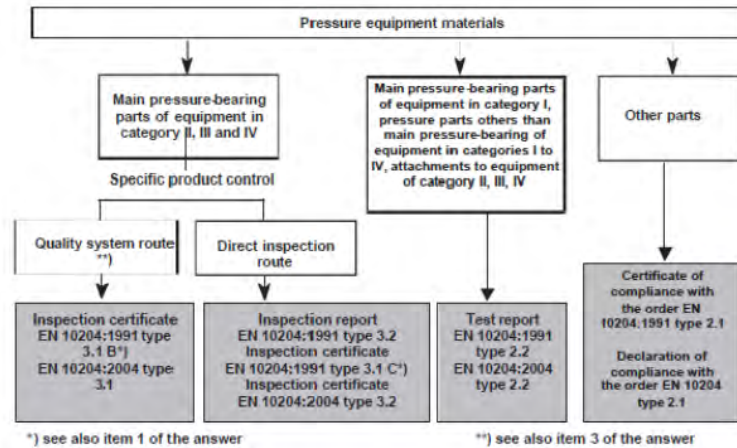 Pressure equipment materials
Main pressure-bearing
parts of equipment in
category II, III and IV
Main pressure-bearing parts
of equipment in category I,
pressure parts others than
main pressure-bearing of
equipment in categories I to
IV, attachments to equipment
of category II, III, IV
Other parts
Specific product control
Quality system route
**)
Direct inspection
route
Inspection certificate
EN 10204:1991 type
3.1 B*)
EN 10204:2004 type
3.1
Inspection report
EN 10204:1991 type 3.2
Inspection certificate
EN 10204:1991 type 3.1 C*)
Inspection certificate
EN 10204:2004 type 3.2
Test report
EN 10204:1991
type 2.2
EN 10204:2004
type 2.2
Certificate of
compliance with
the order EN
10204:1991 type 2.1
Declaration of
compliance with
the order EN 10204
type 2.1
*) see also item 1 of the answer
**) see also item 3 of the answer